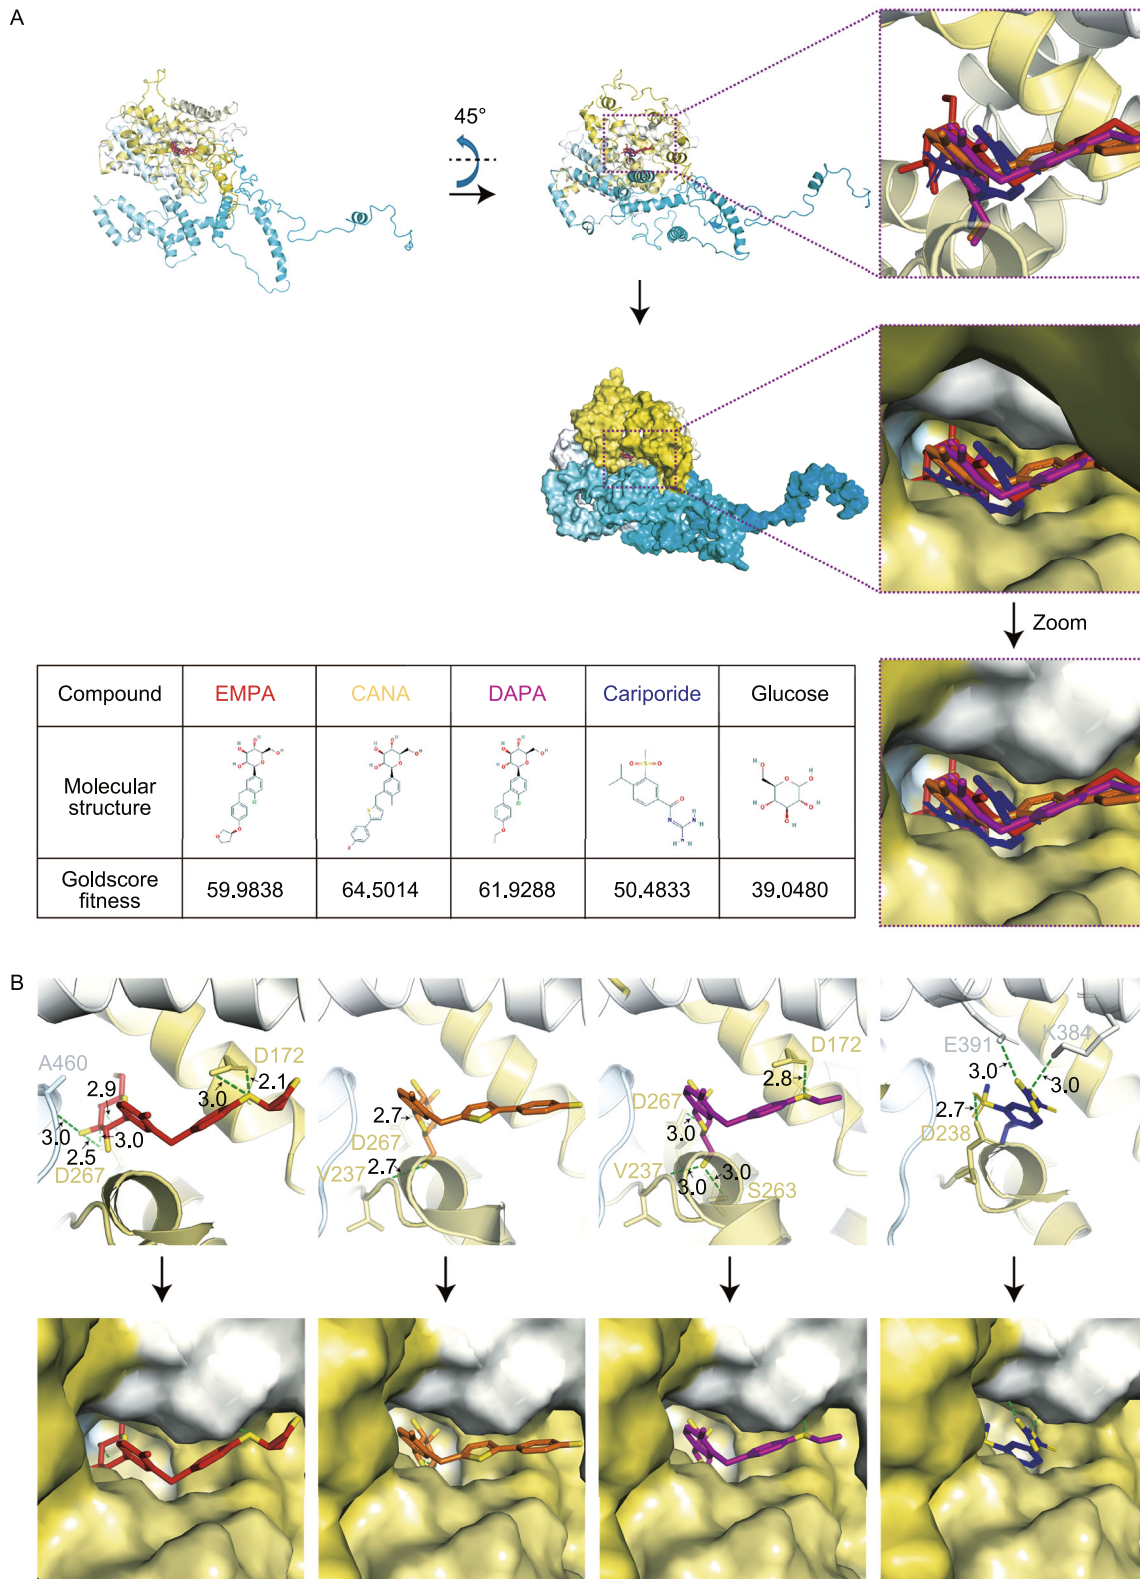 A
45°
Zoom
Compound EMPA CANA DAPA Cariporide Glucose
Molecular
structure
Goldscore
fitness 59.9838 64.5014 61.9288 50.4833 39.0480
B
A460
2.9
D172
3.0
2.1
3.0
3.0
2.5
D267
2.7
D267
V237
2.7
D172
2.8
D267
3.0
V237
3.0
3.0
S263
E391
K384
3.0
3.0
2.7
D238